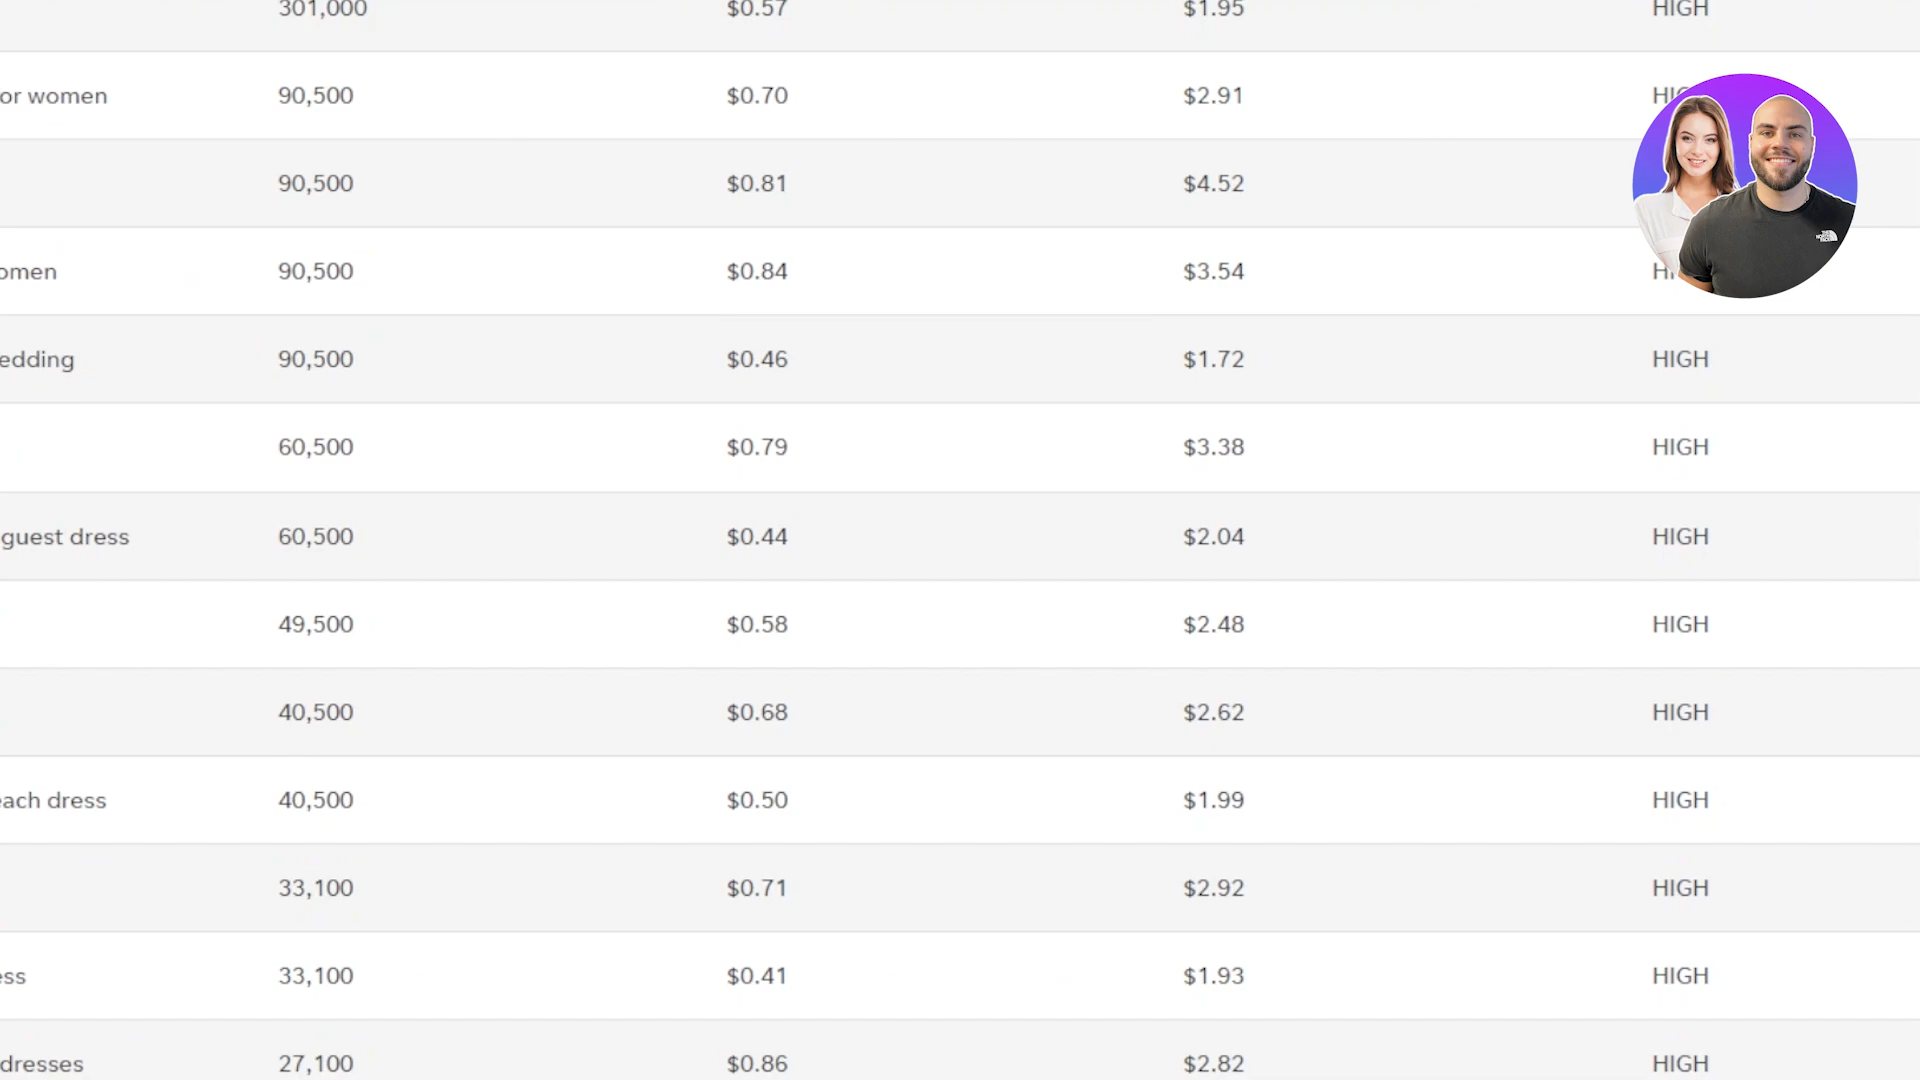 301,000 $0.57 $1.95 HIGH
or women 90,500 $0.70 $2.91
90,500 $0.81 $4.52
omen 90,500 $0.84 $3.54
edding 90,500 $0.46 $1.72 HIGH
60,500 $0.79 $3.38 HIGH
guest dress 60,500 $0.44 $2.04 HIGH
49,500 $0.58 $2.48 HIGH
40,500 $0.68 $2.62 HIGH
each dress 40,500 $0.50 $1.99 HIGH
33,100 $0.71 $2.92 HIGH
ess 33,100 $0.41 $1.93 HIGH
dresses 27,100 $0.86 $2.82 HIGH